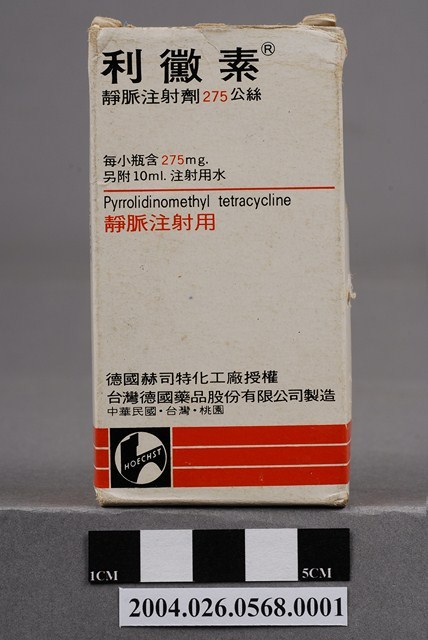 利黴素®
靜脈注射劑275公絲
每小瓶含275mg.
另附10ml. 注射用水
Pyrrolidinomethyl tetracycline
靜脈注射用
德國赫司特化工廠授權
台灣德國藥品股份有限公司製造
中華民國・台灣・桃園
HOECHST
1CM 5CM
2004.026.0568.0001